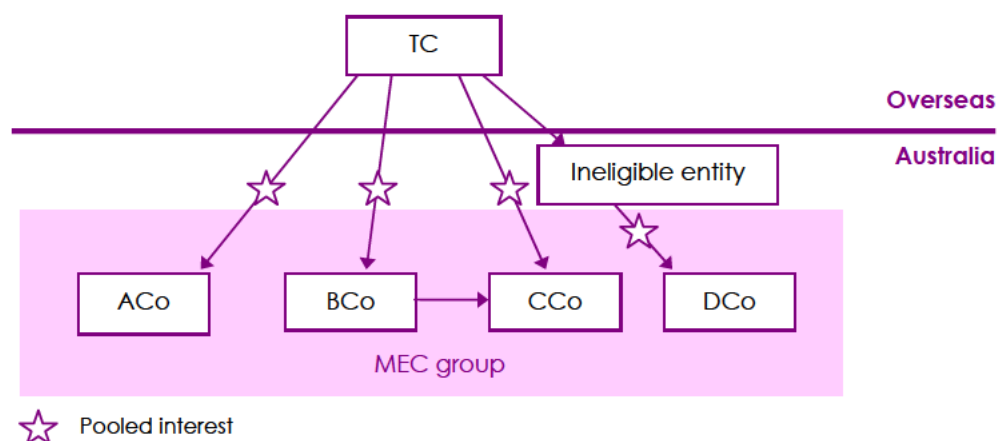 TC
Overseas
Australia
Ineligible entity
ACo
BCo
CCo
DCo
MEC group
Pooled interest